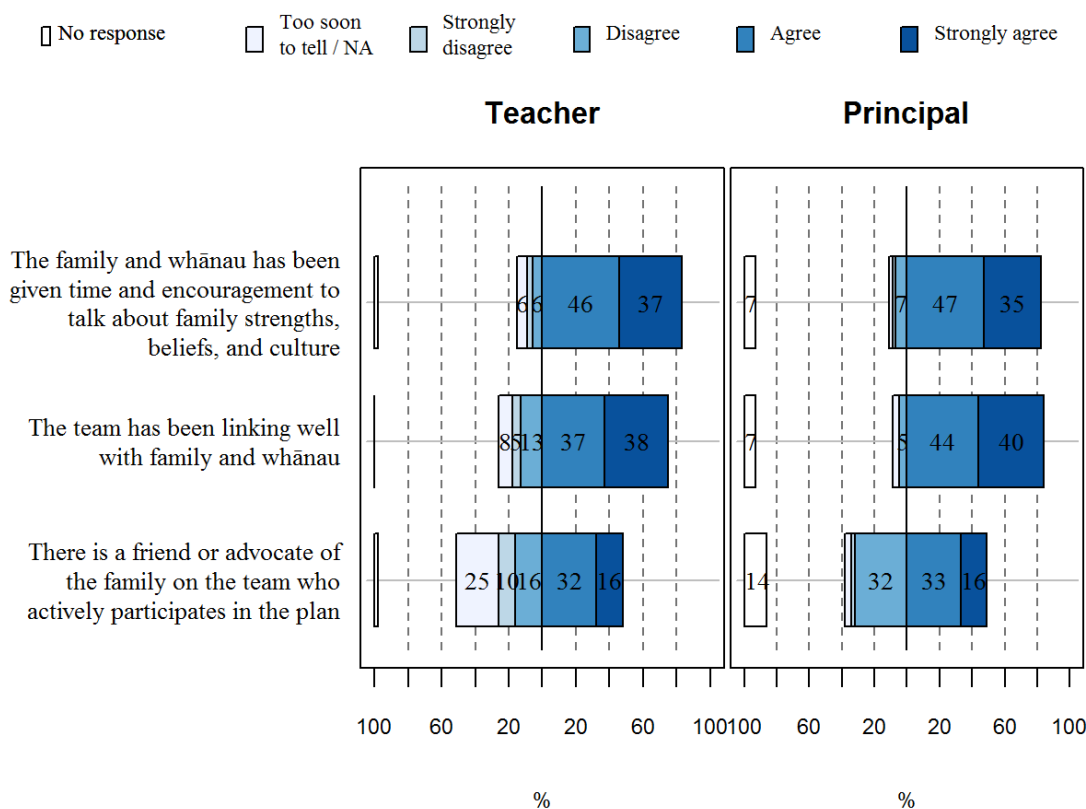 No response
Too soon
to tell / NA
Strongly
disagree
Disagree
Agree
Strongly agree
Teacher
Principal
The family and whānau has been
given time and encouragement to
talk about family strengths,
beliefs, and culture
6 6 46 37
7 7 47 35
The team has been linking well
with family and whānau
8 5 13 37 38
7 5 44 40
There is a friend or advocate of
the family on the team who
actively participates in the plan
25 10 16 32 16
14 32 33 16
100 60 20 20 60 100
100 60 20 20 60 100
%
%